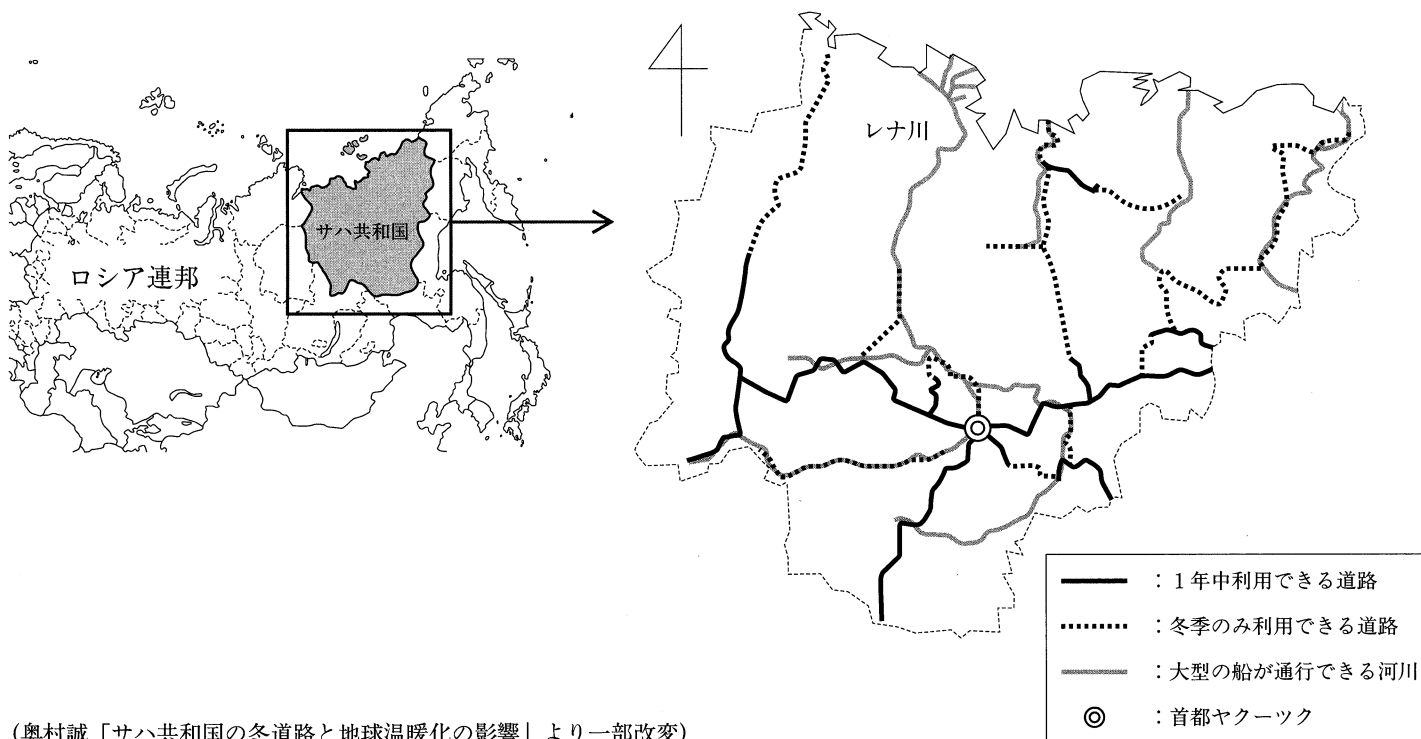 レナ川
サハ共和国
ロシア連邦
：１年中利用できる道路
：冬季のみ利用できる道路
：大型の船が通行できる河川
：首都ヤクーツク
(奥村誠「サハ共和国の冬道路と地球温暖化の影響」より一部改変)